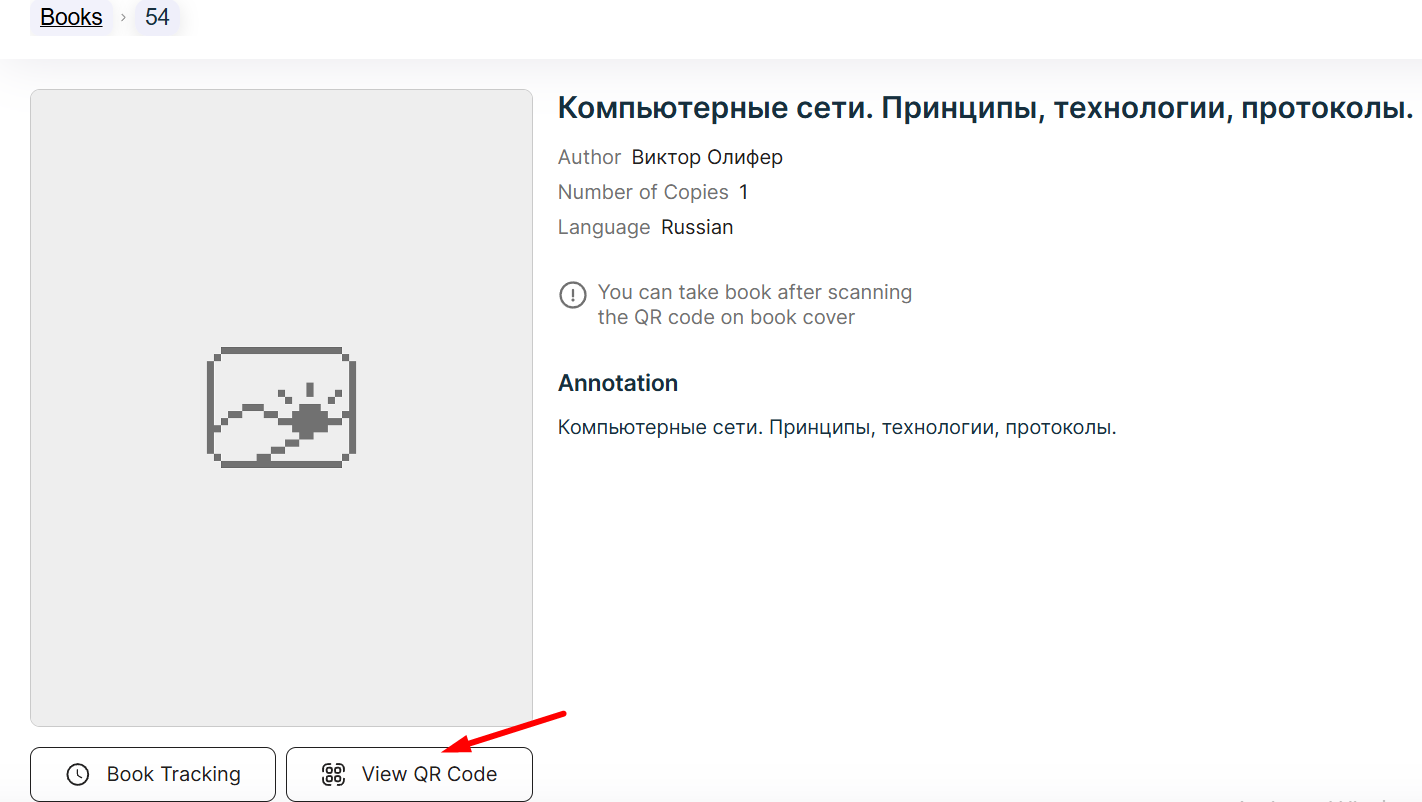 Books > 54
Компьютерные сети. Принципы, технологии, протоколы.
Author Виктор Олифер
Number of Copies 1
Language Russian
You can take book after scanning
the QR code on book cover
Annotation
Компьютерные сети. Принципы, технологии, протоколы.
Book Tracking
View QR Code